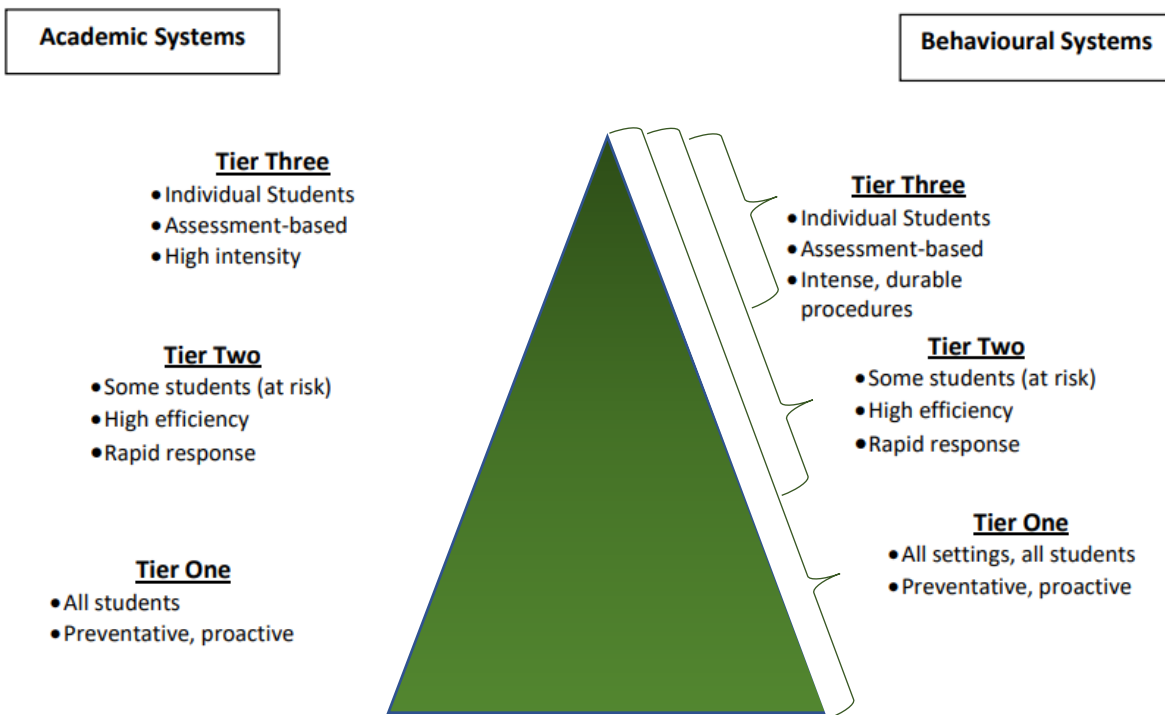 Academic Systems
Behavioural Systems
Tier Three
• Individual Students
• Assessment-based
• High intensity
Tier Two
• Some students (at risk)
• High efficiency
• Rapid response
Tier One
• All students
• Preventative, proactive
Tier Three
• Individual Students
• Assessment-based
• Intense, durable
procedures
Tier Two
• Some students (at risk)
• High efficiency
• Rapid response
Tier One
• All settings, all students
• Preventative, proactive